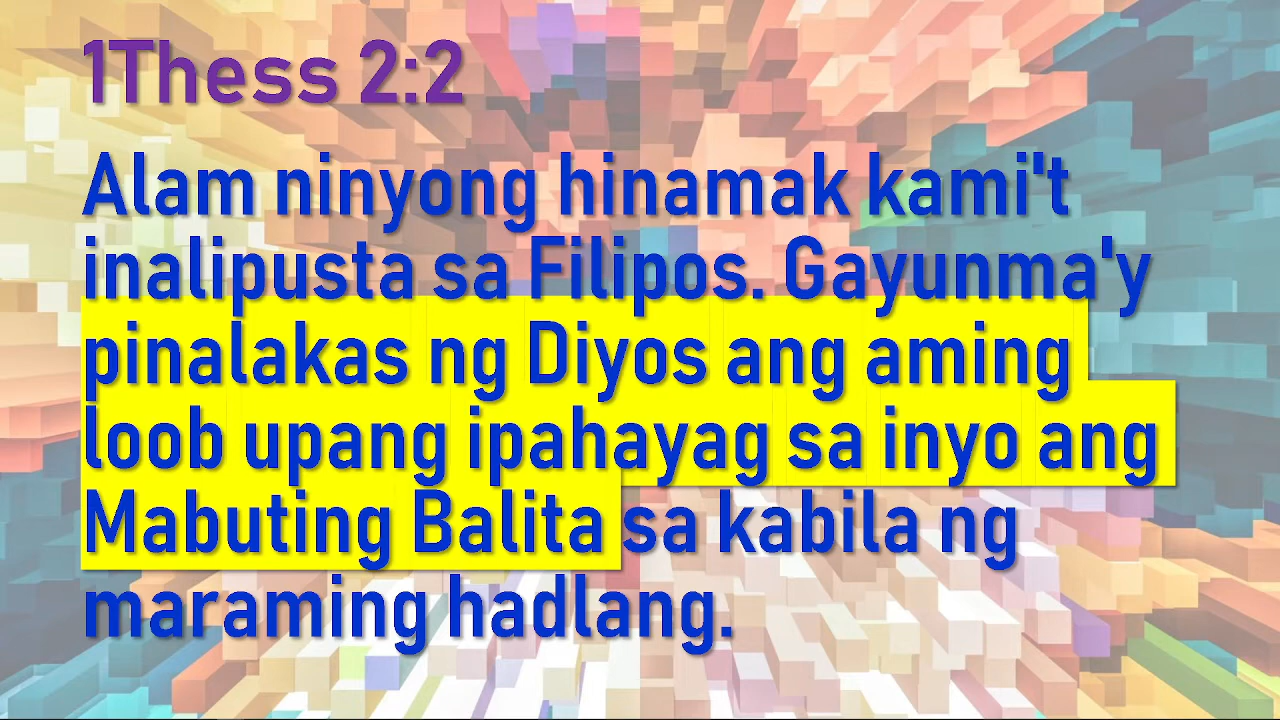 1Thess 2:2
Alam ninyong hinamak kami't
inalipusta sa Filipos. Gayunma'y
pinalakas ng Diyos ang aming
loob upang ipahayag sa inyo ang
Mabuting Balita sa kabila ng
maraming hadlang.